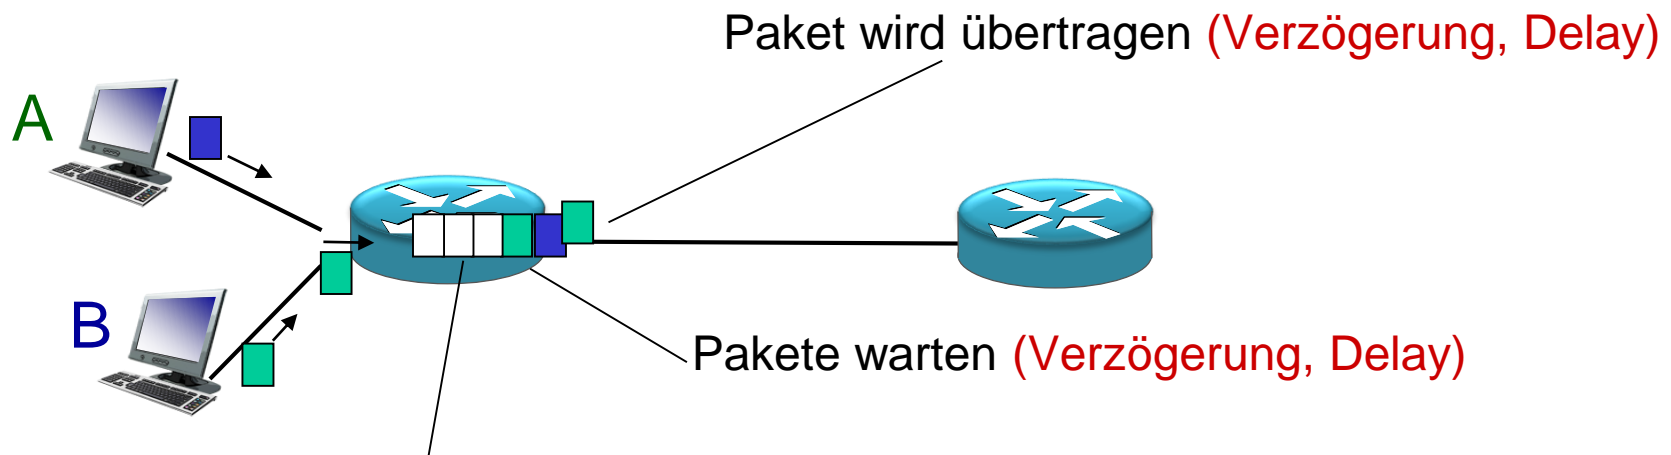 Paket wird übertragen (Verzögerung, Delay)
A
B
Pakete warten (Verzögerung, Delay)